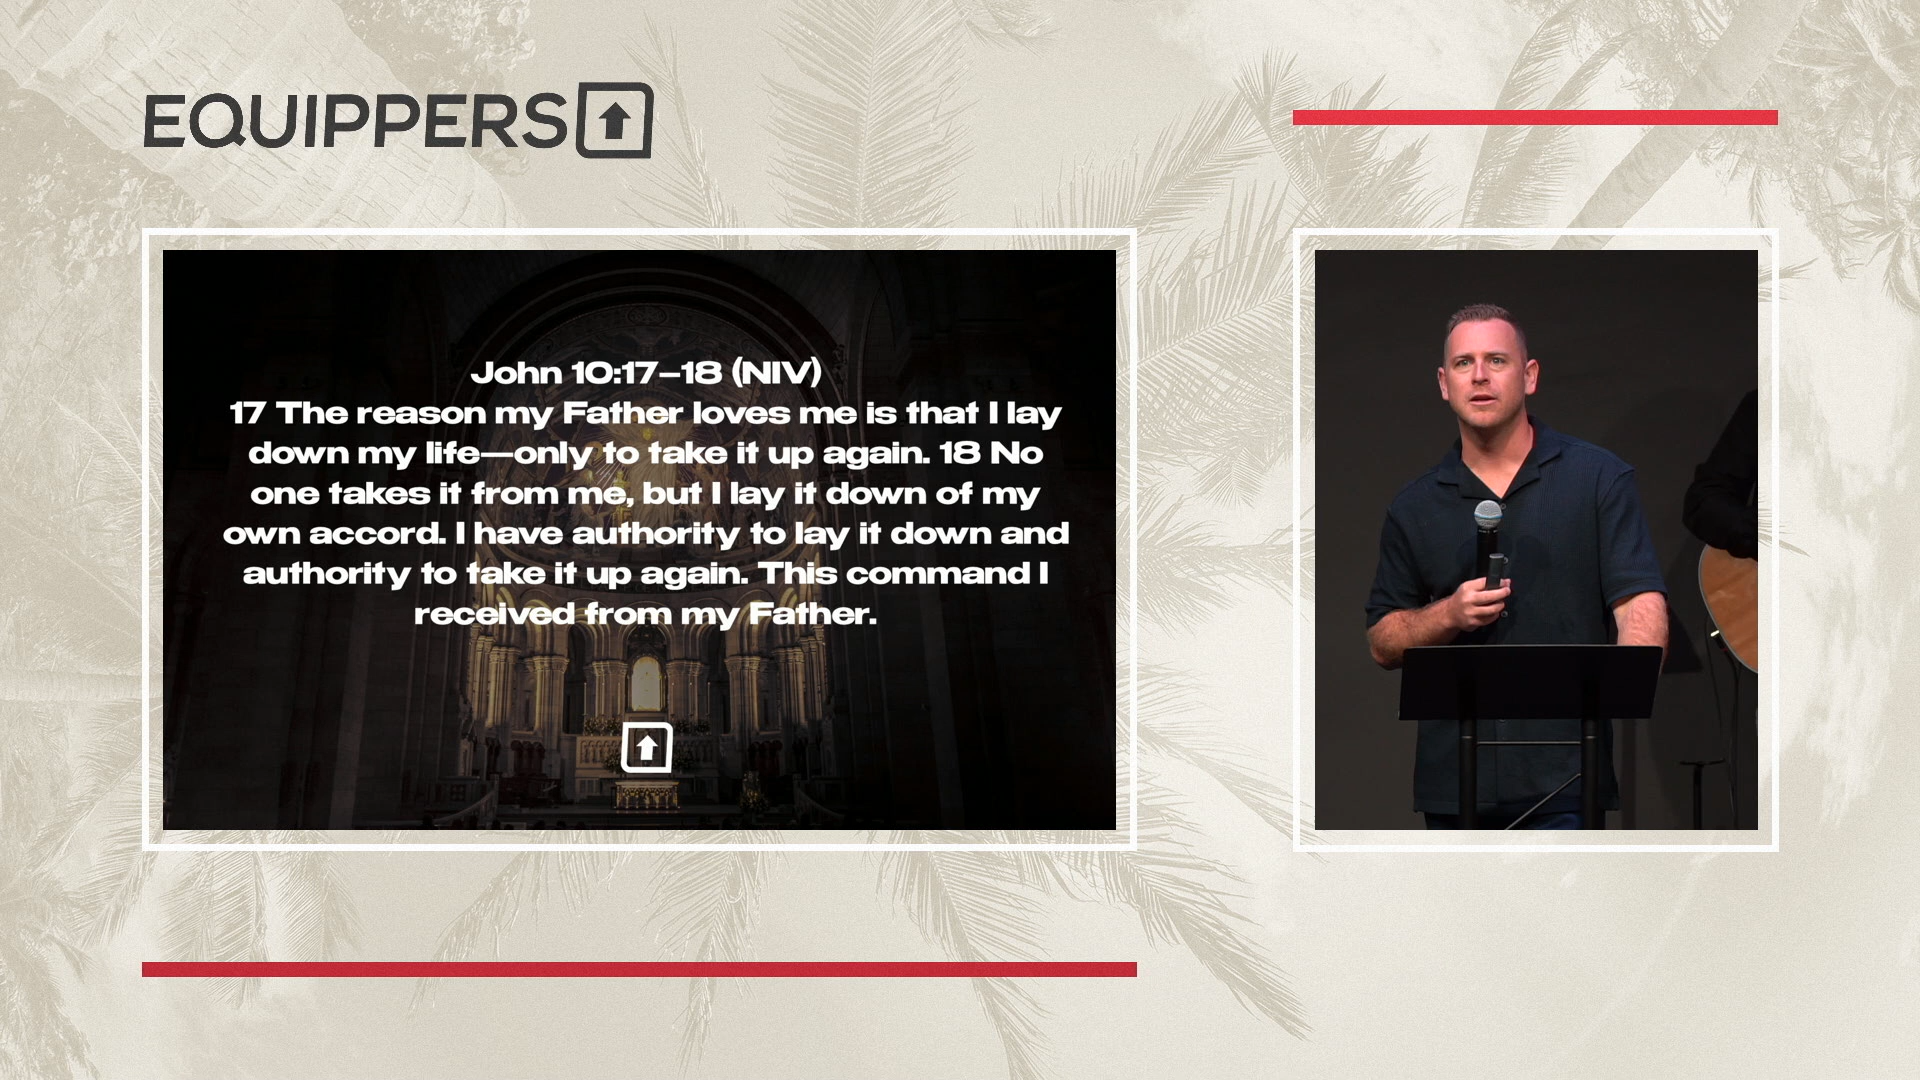 EQUIPPERS
John 10:17–18 (NIV)
17 The reason my Father loves me is that I lay
down my life—only to take it up again. 18 No
one takes it from me, but I lay it down of my
own accord. I have authority to lay it down and
authority to take it up again. This command I
received from my Father.